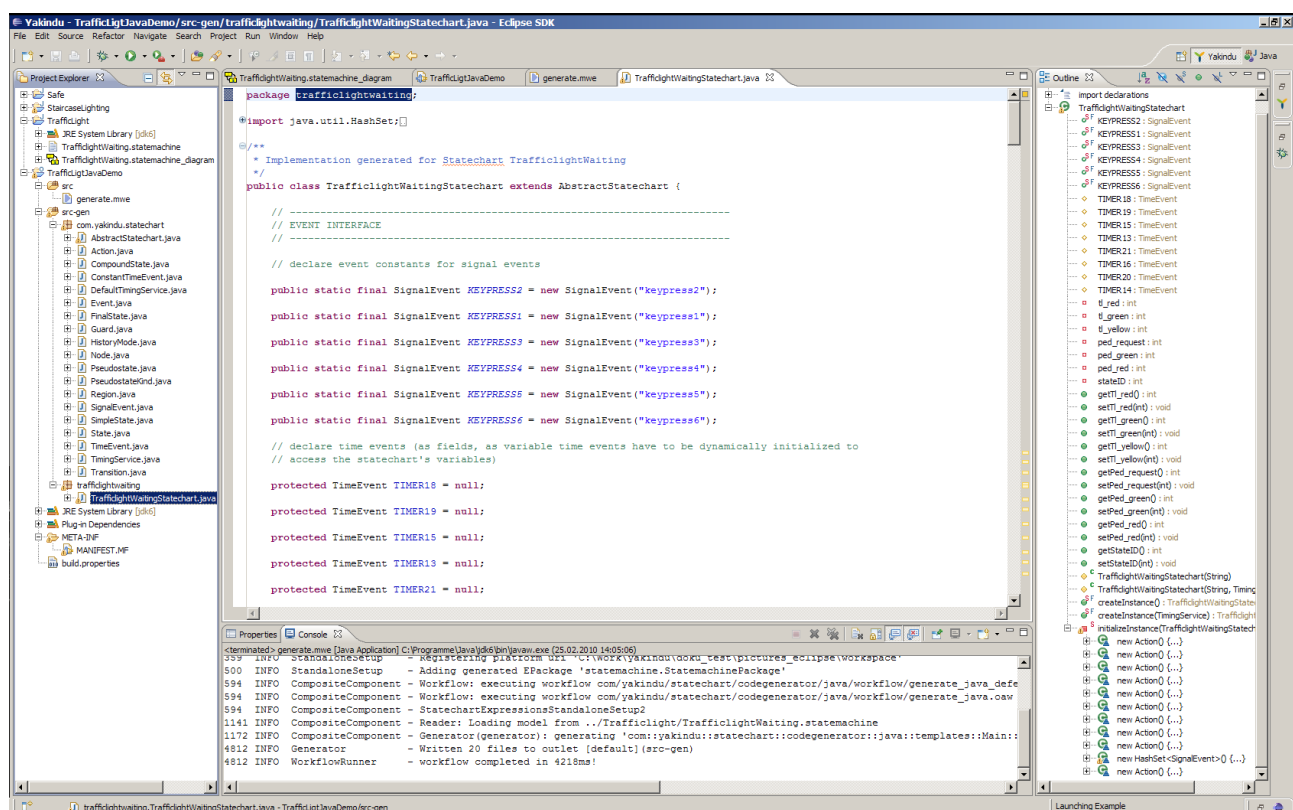 Yakindu - TrafficLigtJavaDemo/src-gen/trafficlightwaiting/TrafficlightWaitingStatechart.java - Eclipse SDK
File Edit Source Refactor Navigate Search Project Run Window Help
Yakindu Java
Project Explorer
Safe
StaircaseLighting
TrafficLight
JRE System Library [jdk6]
TrafficlightWaiting.statemachine
TrafficlightWaiting.statemachine_diagram
TrafficLigtJavaDemo
src
generate.mwe
src-gen
com.yakindu.statechart
AbstractStatechart.java
Action.java
CompoundState.java
ConstantTimeEvent.java
DefaultTimingService.java
Event.java
FinalState.java
Guard.java
HistoryMode.java
Node.java
Pseudostate.java
PseudostateKind.java
Region.java
SignalEvent.java
SimpleState.java
State.java
TimeEvent.java
TimingService.java
Transition.java
trafficlightwaiting
TrafficlightWaitingStatechart.java
JRE System Library [jdk6]
Plug-in Dependencies
META-INF
MANIFEST.MF
build.properties
TrafficlightWaiting.statemachine_diagram TrafficLigtJavaDemo generate.mwe TrafficlightWaitingStatechart.java
package trafficlightwaiting;
import java.util.HashSet;
/**
* Implementation generated for Statechart TrafficlightWaiting
*/
public class TrafficlightWaitingStatechart extends AbstractStatechart {
// ------------------------------------------------------------------------
// EVENT INTERFACE
// ------------------------------------------------------------------------
// declare event constants for signal events
public static final SignalEvent KEYPRESS2 = new SignalEvent("keypress2");
public static final SignalEvent KEYPRESS1 = new SignalEvent("keypress1");
public static final SignalEvent KEYPRESS3 = new SignalEvent("keypress3");
public static final SignalEvent KEYPRESS4 = new SignalEvent("keypress4");
public static final SignalEvent KEYPRESS5 = new SignalEvent("keypress5");
public static final SignalEvent KEYPRESS6 = new SignalEvent("keypress6");
// declare time events (as fields, as variable time events have to be dynamically initialized to
// access the statechart's variables)
protected TimeEvent TIMER18 = null;
protected TimeEvent TIMER19 = null;
protected TimeEvent TIMER15 = null;
protected TimeEvent TIMER13 = null;
protected TimeEvent TIMER21 = null;
Properties Console
<terminated> generate.mwe [Java Application] C:\Programme\Java\jdk6\bin\javaw.exe (25.02.2010 14:05:06)
359 INFO StandaloneSetup - Registering platform uri 'C:\work\yakindu\doku_test\pictures_eclipse\workspace'
500 INFO StandaloneSetup - Adding generated EPackage 'statemachine.StatemachinePackage'
594 INFO CompositeComponent - Workflow: executing workflow com/yakindu/statechart/codegenerator/java/workflow/generate_java_defe
594 INFO CompositeComponent - Workflow: executing workflow com/yakindu/statechart/codegenerator/java/workflow/generate_java.oaw
594 INFO CompositeComponent - StatechartExpressionsStandaloneSetup2
1141 INFO CompositeComponent - Reader: Loading model from ../Trafficlight/TrafficlightWaiting.statemachine
1172 INFO CompositeComponent - Generator(generator): generating 'com::yakindu::statechart::codegenerator::java::templates::Main::
4812 INFO Generator - Written 20 files to outlet [default](src-gen)
4812 INFO WorkflowRunner - workflow completed in 4218ms!
Outline
import declarations
TrafficlightWaitingStatechart
KEYPRESS2 : SignalEvent
KEYPRESS1 : SignalEvent
KEYPRESS3 : SignalEvent
KEYPRESS4 : SignalEvent
KEYPRESS5 : SignalEvent
KEYPRESS6 : SignalEvent
TIMER18 : TimeEvent
TIMER19 : TimeEvent
TIMER15 : TimeEvent
TIMER13 : TimeEvent
TIMER21 : TimeEvent
TIMER16 : TimeEvent
TIMER20 : TimeEvent
TIMER14 : TimeEvent
tl_red : int
tl_green : int
tl_yellow : int
ped_request : int
ped_green : int
ped_red : int
stateID : int
getTl_red() : int
setTl_red(int) : void
getTl_green() : int
setTl_green(int) : void
getTl_yellow() : int
setTl_yellow(int) : void
getPed_request() : int
setPed_request(int) : void
getPed_green() : int
setPed_green(int) : void
getPed_red() : int
setPed_red(int) : void
getStateID() : int
setStateID(int) : void
TrafficlightWaitingStatechart(String)
TrafficlightWaitingStatechart(String, Timing
createInstance() : TrafficlightWaitingState
createInstance(TimingService) : Trafficlight
initializeInstance(TrafficlightWaitingStatech
new Action() {...}
new Action() {...}
new Action() {...}
new Action() {...}
new Action() {...}
new Action() {...}
new Action() {...}
new Action() {...}
new Action() {...}
new HashSet<SignalEvent>() {...}
new Action() {...}
trafficlightwaiting.TrafficlightWaitingStatechart.java - TrafficLigtJavaDemo/src-gen
Launching Example